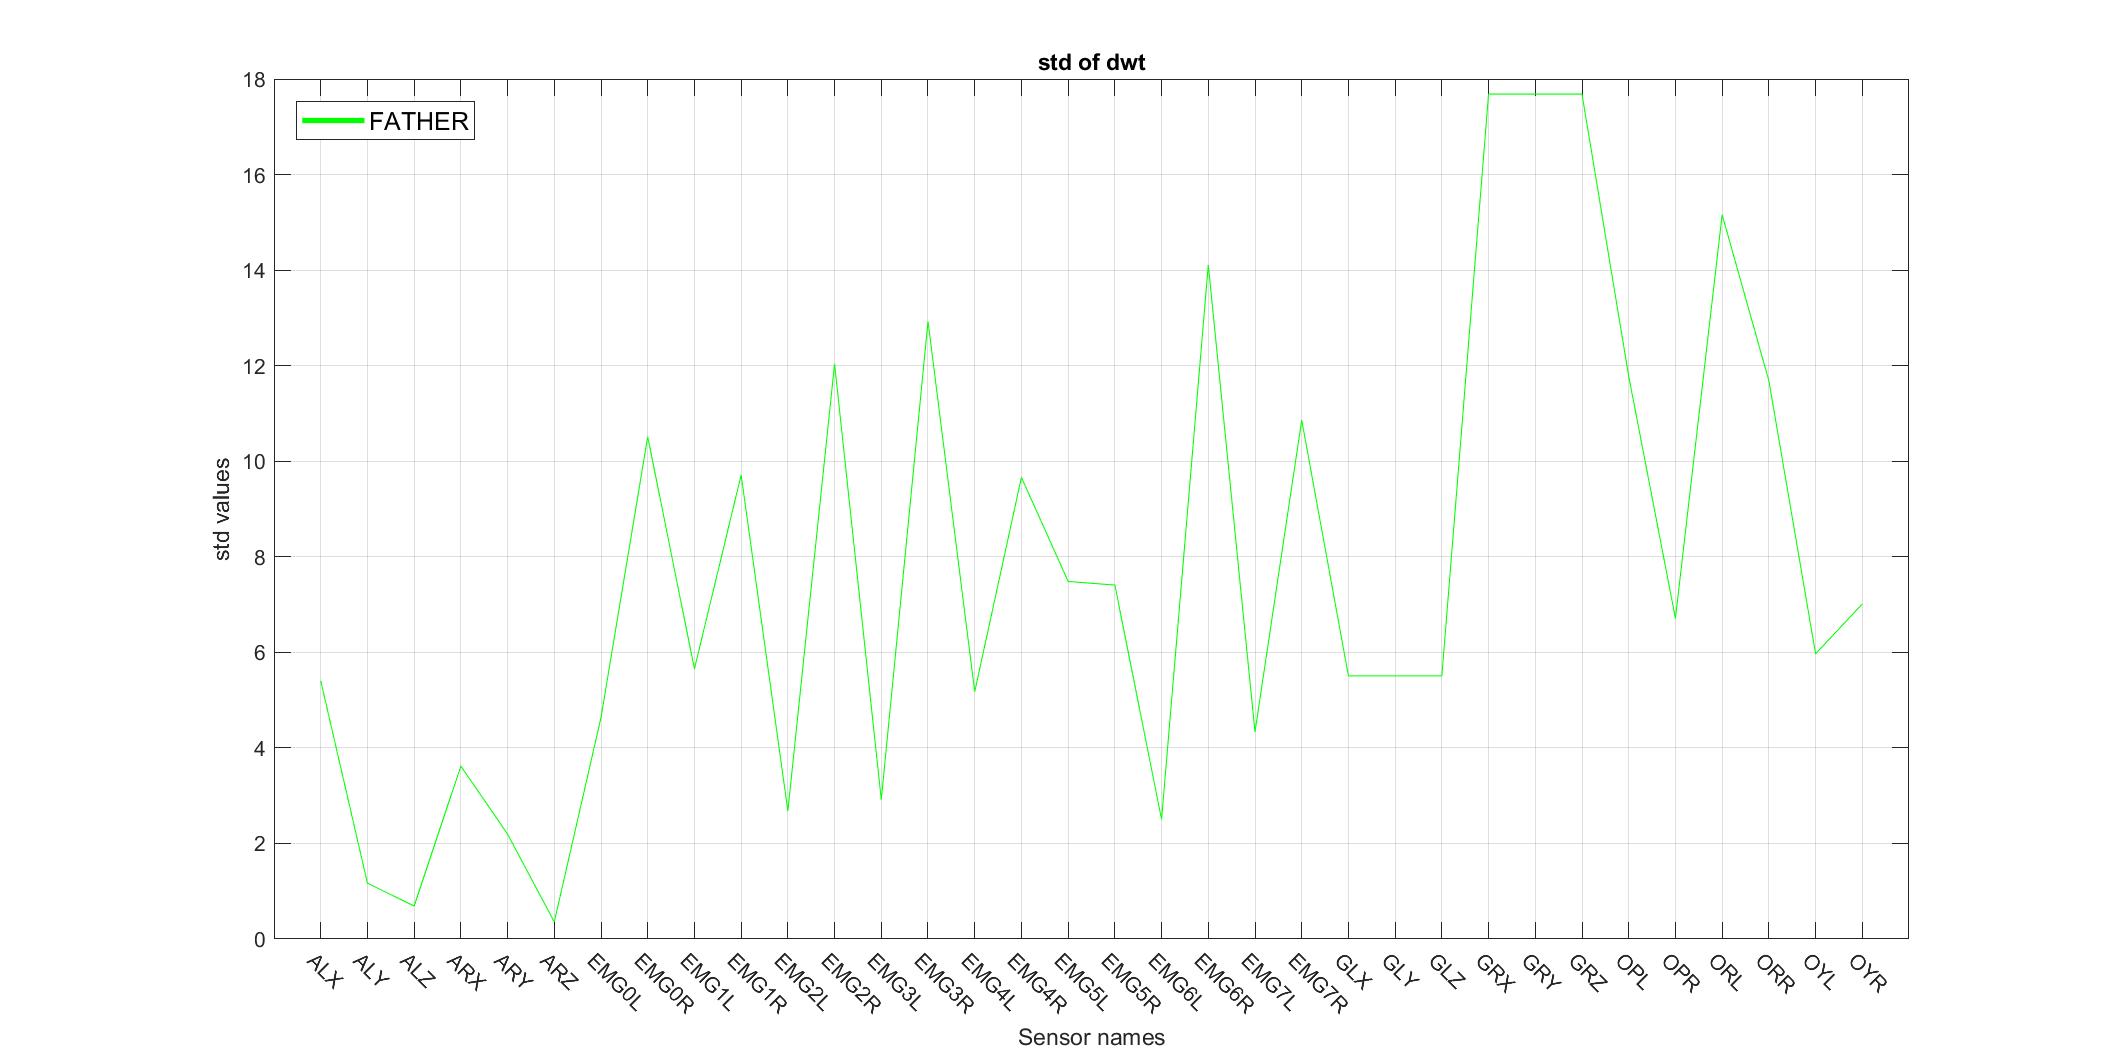 std of dwt
FATHER
std values
18
16
14
12
10
8
6
4
2
0
ALX
ALY
ALZ
ARX
ARY
ARZ
EMG0L
EMG0R
EMG1L
EMG1R
EMG2L
EMG2R
EMG3L
EMG3R
EMG4L
EMG4R
EMG5L
EMG5R
EMG6L
EMG6R
EMG7L
EMG7R
GLX
GLY
GLZ
GRX
GRY
GRZ
OPL
OPR
ORL
ORR
OYL
OYR
Sensor names